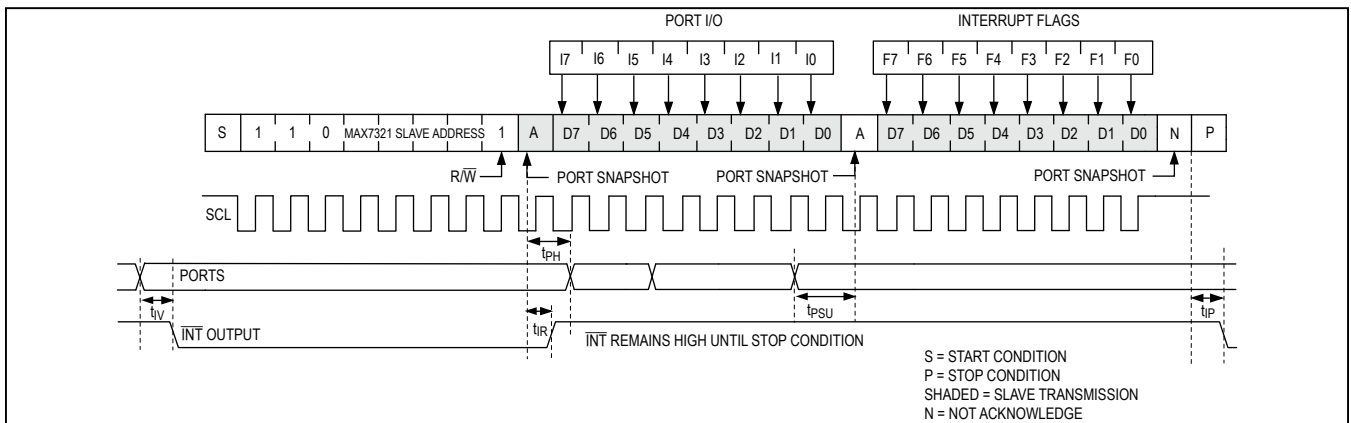 PORT I/O INTERRUPT FLAGS
I7 I6 I5 I4 I3 I2 I1 I0 F7 F6 F5 F4 F3 F2 F1 F0
S 1 1 0 MAX7321 SLAVE ADDRESS 1 A D7 D6 D5 D4 D3 D2 D1 D0 A D7 D6 D5 D4 D3 D2 D1 D0 N P
R/W̅ PORT SNAPSHOT PORT SNAPSHOT PORT SNAPSHOT
SCL
tPH
PORTS
tIV tPSU tIP
I̅N̅T̅ OUTPUT tIR I̅N̅T̅ REMAINS HIGH UNTIL STOP CONDITION
S = START CONDITION
P = STOP CONDITION
SHADED = SLAVE TRANSMISSION
N = NOT ACKNOWLEDGE